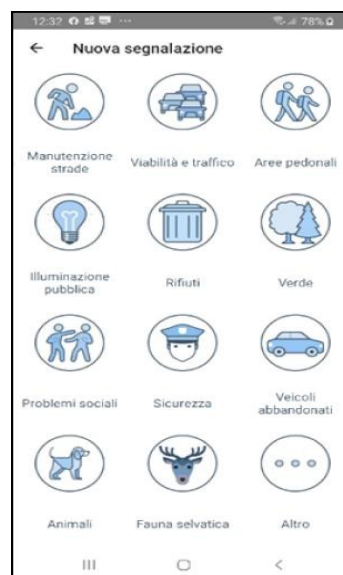 12:32 ... 78%
← Nuova segnalazione
Manutenzione
strade
Viabilità e traffico
Aree pedonali
Illuminazione
pubblica
Rifiuti
Verde
Problemi sociali
Sicurezza
Veicoli
abbandonati
Animali
Fauna selvatica
Altro